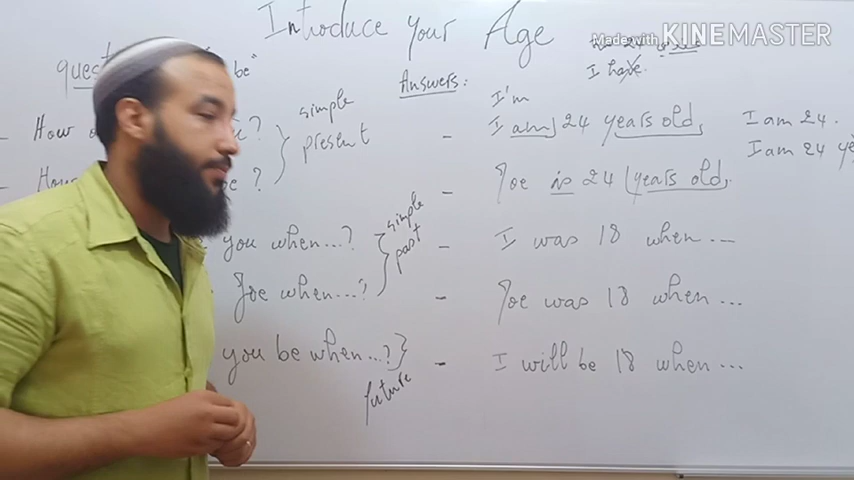 Introduce your Age
Made with KINEMASTER
I have.
"be"
Answers:
I'm
How
simple
present
- I am 24 years old.
I am 24.
I am 24
- Joe is 24 years old.
you when...?
simple
past
- I was 18 when...
Joe when...?
- Joe was 18 when...
you be when...?
future
- I will be 18 when...